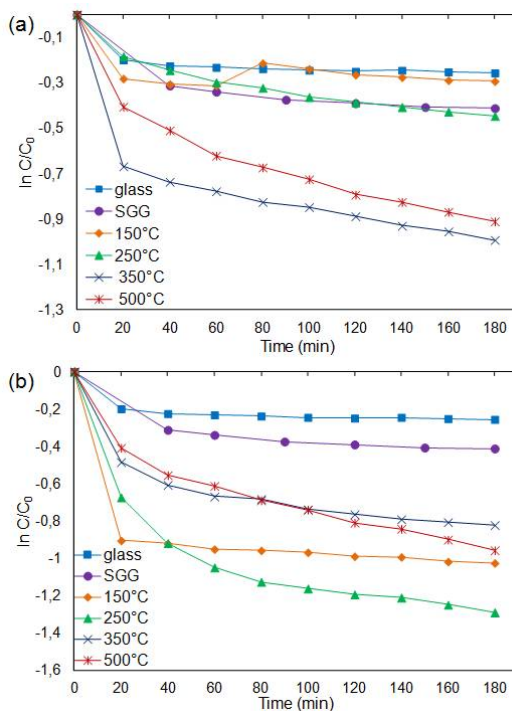 (a)
-0,1
-0,3
-0,5
-0,7
-0,9
-1,1
-1,3
ln C/C0
glass
SGG
150°C
250°C
350°C
500°C
0 20 40 60 80 100 120 140 160 180
Time (min)
(b)
0
-0,2
-0,4
-0,6
-0,8
-1
-1,2
-1,4
-1,6
ln C/C0
glass
SGG
150°C
250°C
350°C
500°C
0 20 40 60 80 100 120 140 160 180
Time (min)